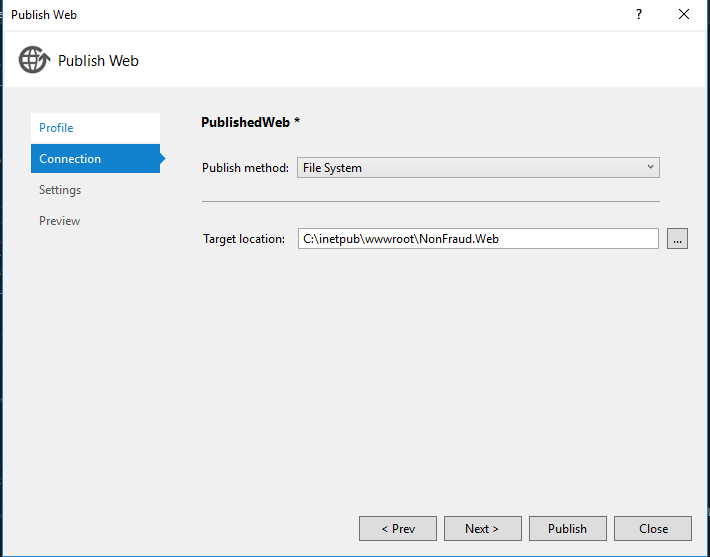 Publish Web
?
Publish Web
Profile
Connection
Settings
Preview
PublishedWeb *
Publish method: File System
Target location: C:\inetpub\wwwroot\NonFraud.Web ...
< Prev Next > Publish Close